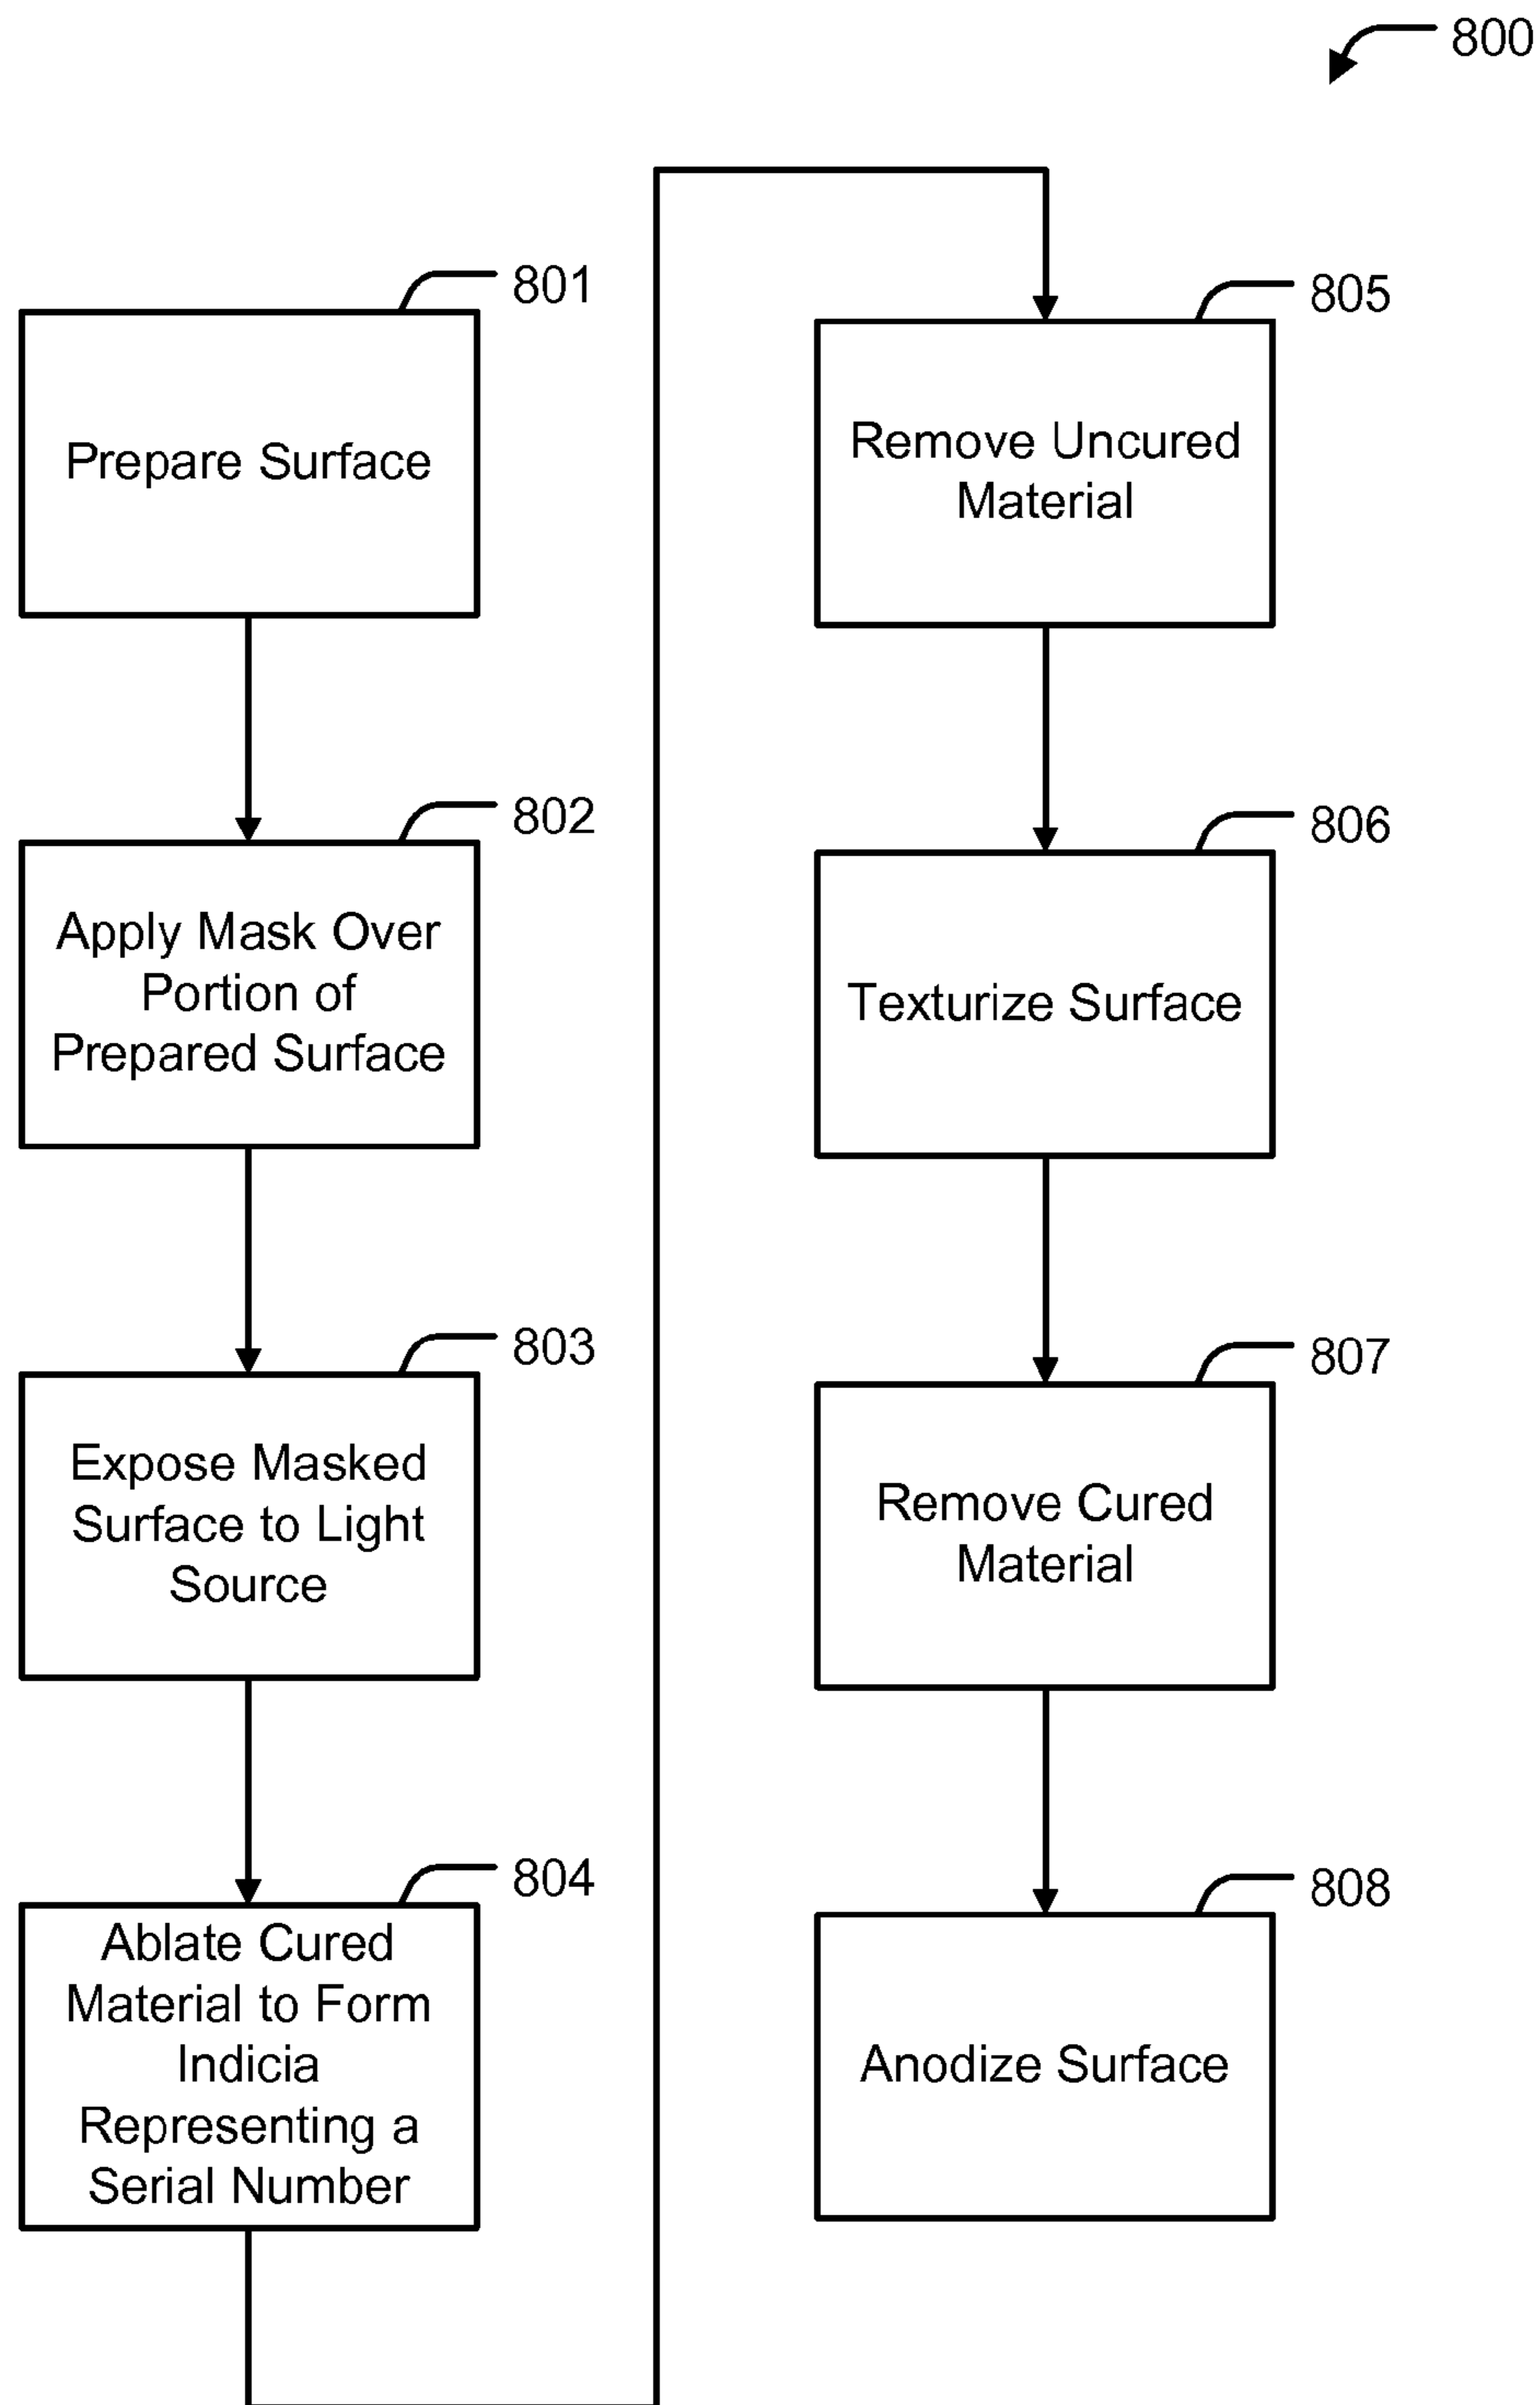 800
801
Prepare Surface
802
Apply Mask Over
Portion of
Prepared Surface
803
Expose Masked
Surface to Light
Source
804
Ablate Cured
Material to Form
Indicia
Representing a
Serial Number
805
Remove Uncured
Material
806
Texturize Surface
807
Remove Cured
Material
808
Anodize Surface